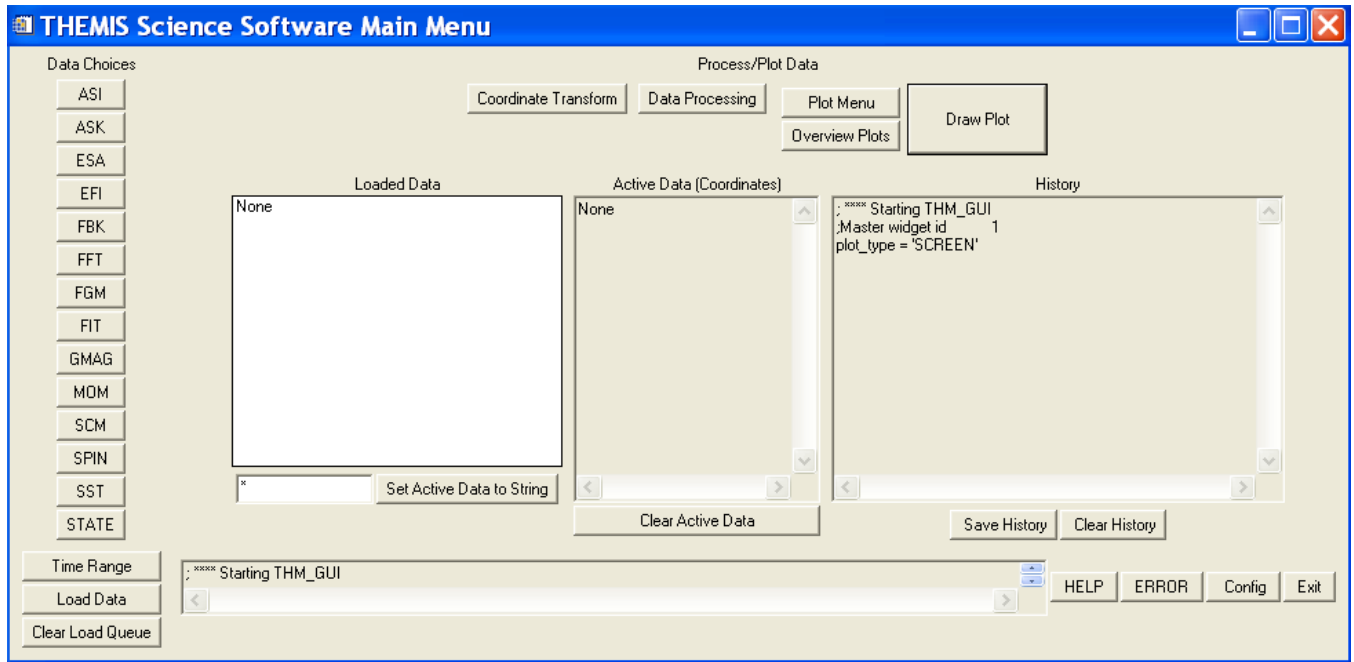 THEMIS Science Software Main Menu
Data Choices
Process/Plot Data
ASI
ASK
ESA
EFI
FBK
FFT
FGM
FIT
GMAG
MOM
SCM
SPIN
SST
STATE
Coordinate Transform
Data Processing
Plot Menu
Overview Plots
Draw Plot
Loaded Data
None
*
Set Active Data to String
Active Data (Coordinates)
None
Clear Active Data
History
; **** Starting THM_GUI
;Master widget id 1
plot_type = 'SCREEN'
Save History
Clear History
Time Range
Load Data
Clear Load Queue
; **** Starting THM_GUI
HELP
ERROR
Config
Exit